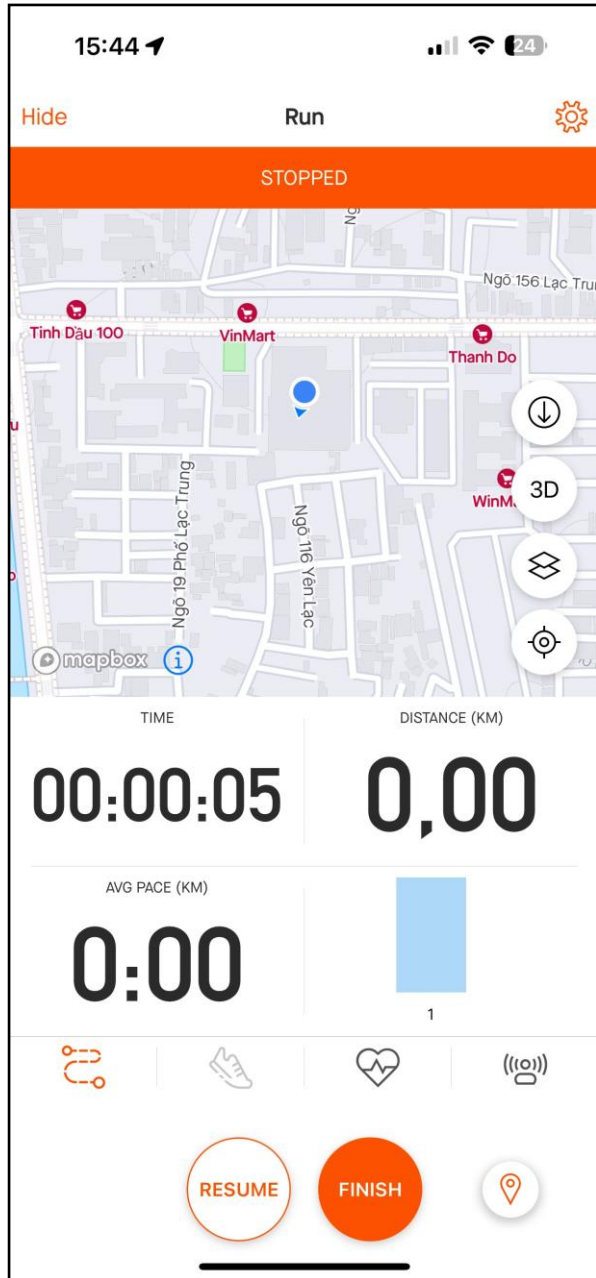 15:44
24
Hide
Run
STOPPED
Ngõ 156 Lạc Tru
Tinh Dầu 100
VinMart
Thanh Do
3D
WinM
Ngõ 19 Phố Lạc Trung
Ngõ 116 Yên Lạc
mapbox
i
TIME
DISTANCE (KM)
00:00:05
0,00
AVG PACE (KM)
0:00
1
RESUME
FINISH